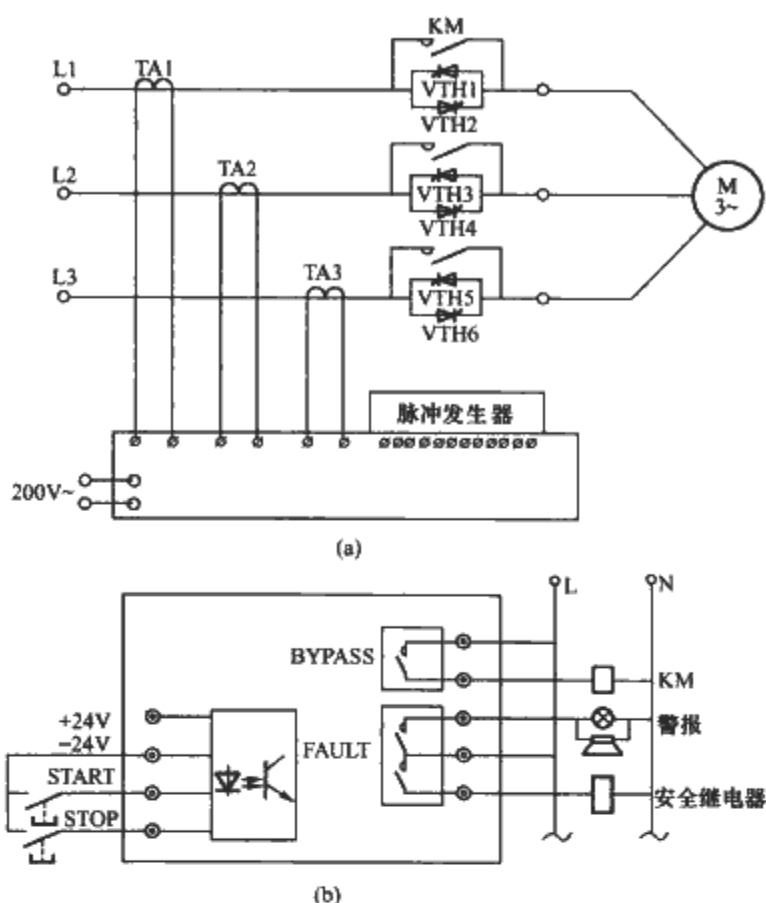 KM
L1
TA1
VTH1
VTH2
L2
TA2
M
3~
VTH3
VTH4
L3
TA3
VTH5
VTH6
脉冲发生器
200V~
(a)
L
N
BYPASS
KM
+24V
-24V
FAULT
警报
START
STOP
安全继电器
(b)